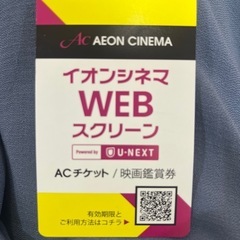 Ac AEON CINEMA
イオンシネマ
WEB
スクリーン
Powered by U-NEXT
ACチケット / 映画鑑賞券
有効期限と
ご利用方法はコチラ▶